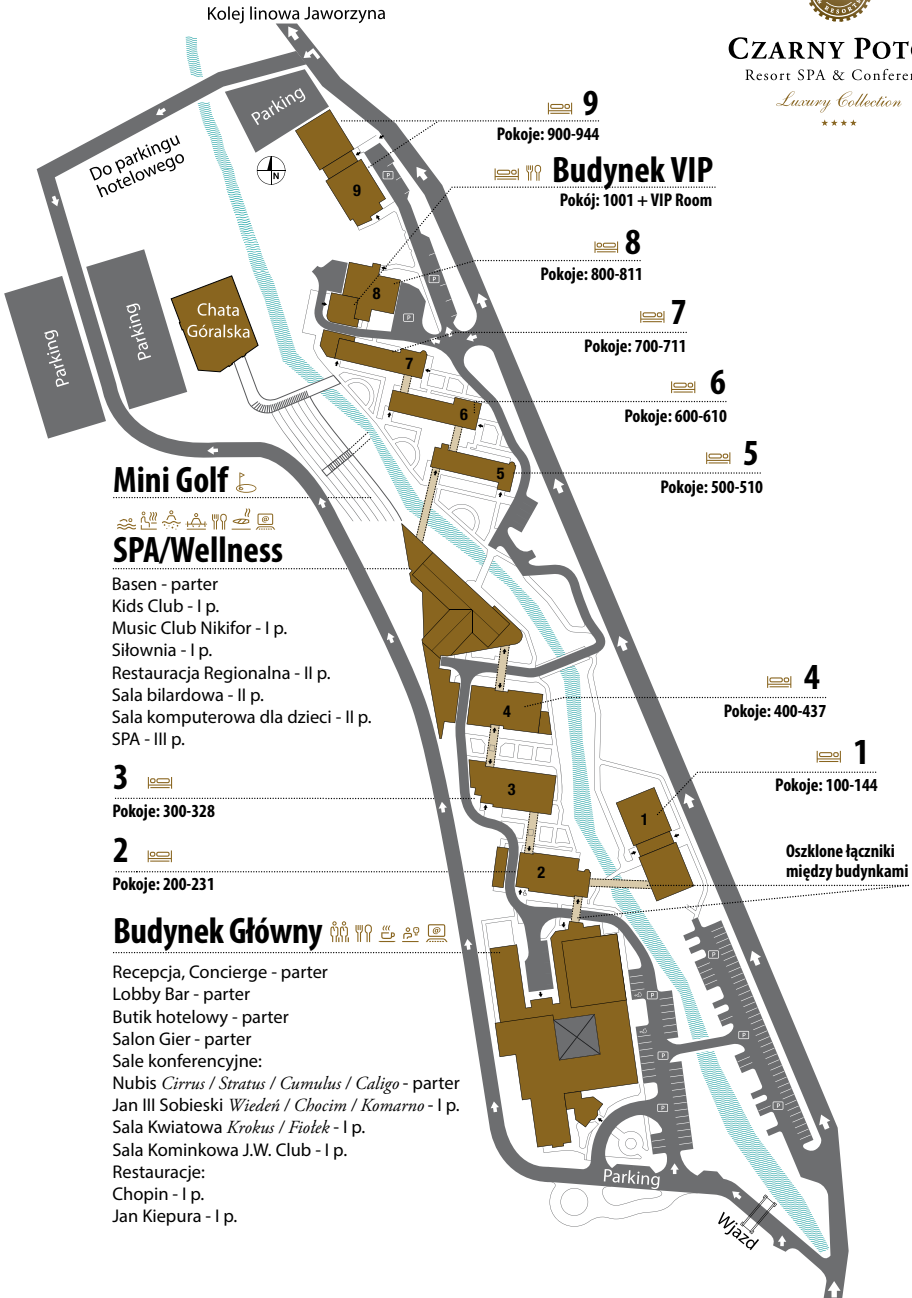 Kolej linowa Jaworzyna
& RESORTS
CZARNY
Resort SPA &
Luxury Collection
Parking
9
Pokoje: 900-944
Do parkingu
hotelowego
N
9
P
Budynek VIP
Pokój: 1001 + VIP Room
8
Pokoje: 800-811
8
P
P
Chata
Góralska
Parking
Parking
7
Pokoje: 700-711
7
6
Pokoje: 600-610
6
5
Pokoje: 500-510
5
Mini Golf
SPA/Wellness
Basen - parter
Kids Club - I p.
Music Club Nikifor - I p.
Siłownia - I p.
Restauracja Regionalna - II p.
Sala bilardowa - II p.
Sala komputerowa dla dzieci - II p.
SPA - III p.
4
Pokoje: 400-437
4
3
Pokoje: 300-328
3
1
Pokoje: 100-144
1
2
Pokoje: 200-231
2
Oszklone łączniki
między budynkami
Budynek Główny
Recepcja, Concierge - parter
Lobby Bar - parter
Butik hotelowy - parter
Salon Gier - parter
Sale konferencyjne:
Nubis Cirrus / Stratus / Cumulus / Caligo - parter
Jan III Sobieski Wiedeń / Chocim / Komarno - I p.
Sala Kwiatowa Krokus / Fiołek - I p.
Sala Kominkowa J.W. Club - I p.
Restauracje:
Chopin - I p.
Jan Kiepura - I p.
P
P
P
P
P
P
Parking
Wjazd